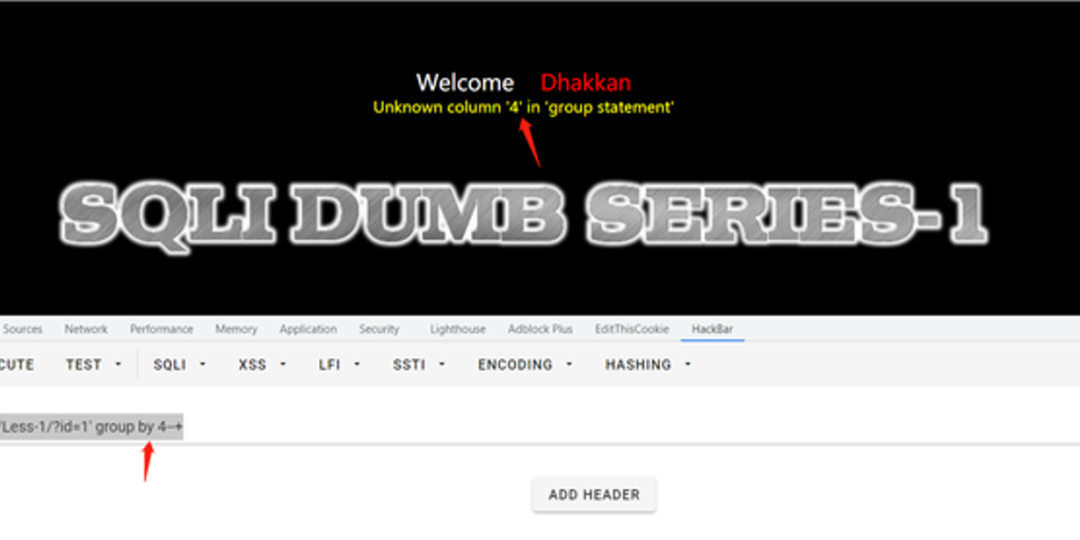 Welcome Dhakkan
Unknown column '4' in 'group statement'
SQLI DUMB SERIES-1
Sources Network Performance Memory Application Security Lighthouse Adblock Plus EditThisCookie HackBar
CUTE TEST SQLI XSS LFI SSTI ENCODING HASHING
/Less-1/?id=1' group by 4--+
ADD HEADER